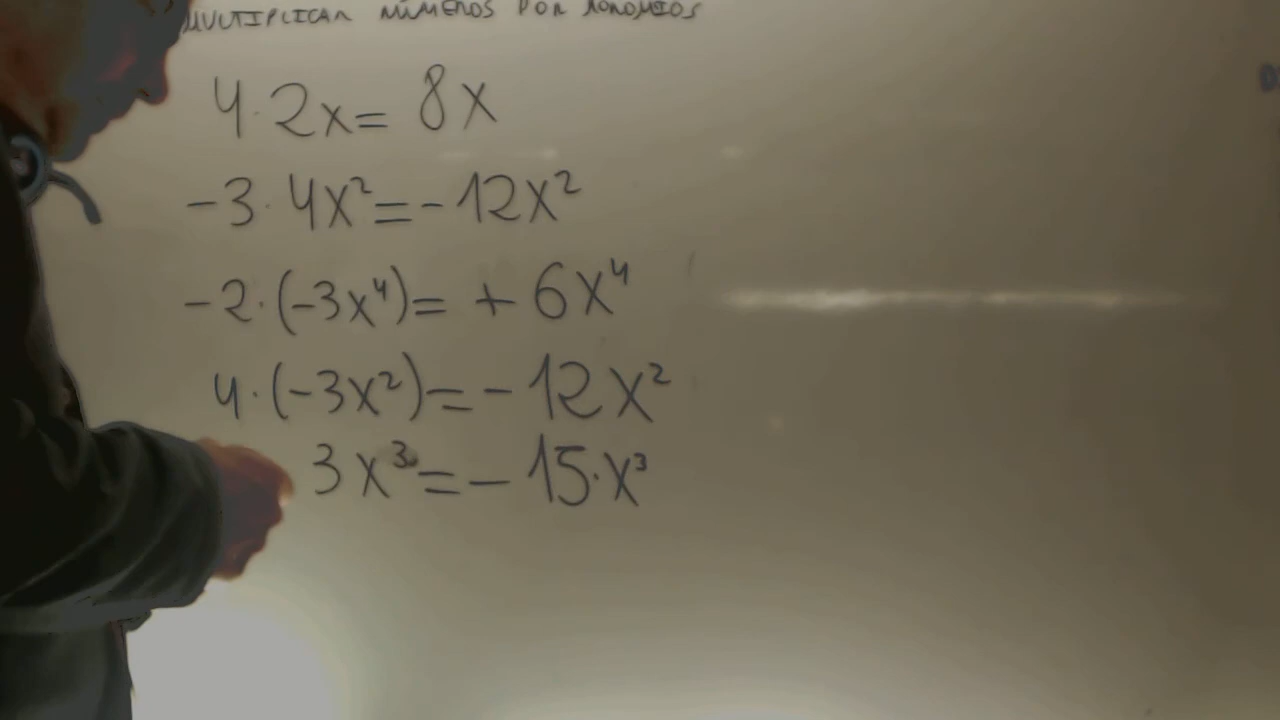 MULTIPLICAR NÚMEROS POR MONOMIOS
4·2x= 8x
-3·4x²=-12x²
-2·(-3x⁴)= +6x⁴
4·(-3x²)=-12x²
3x³=-15·x³